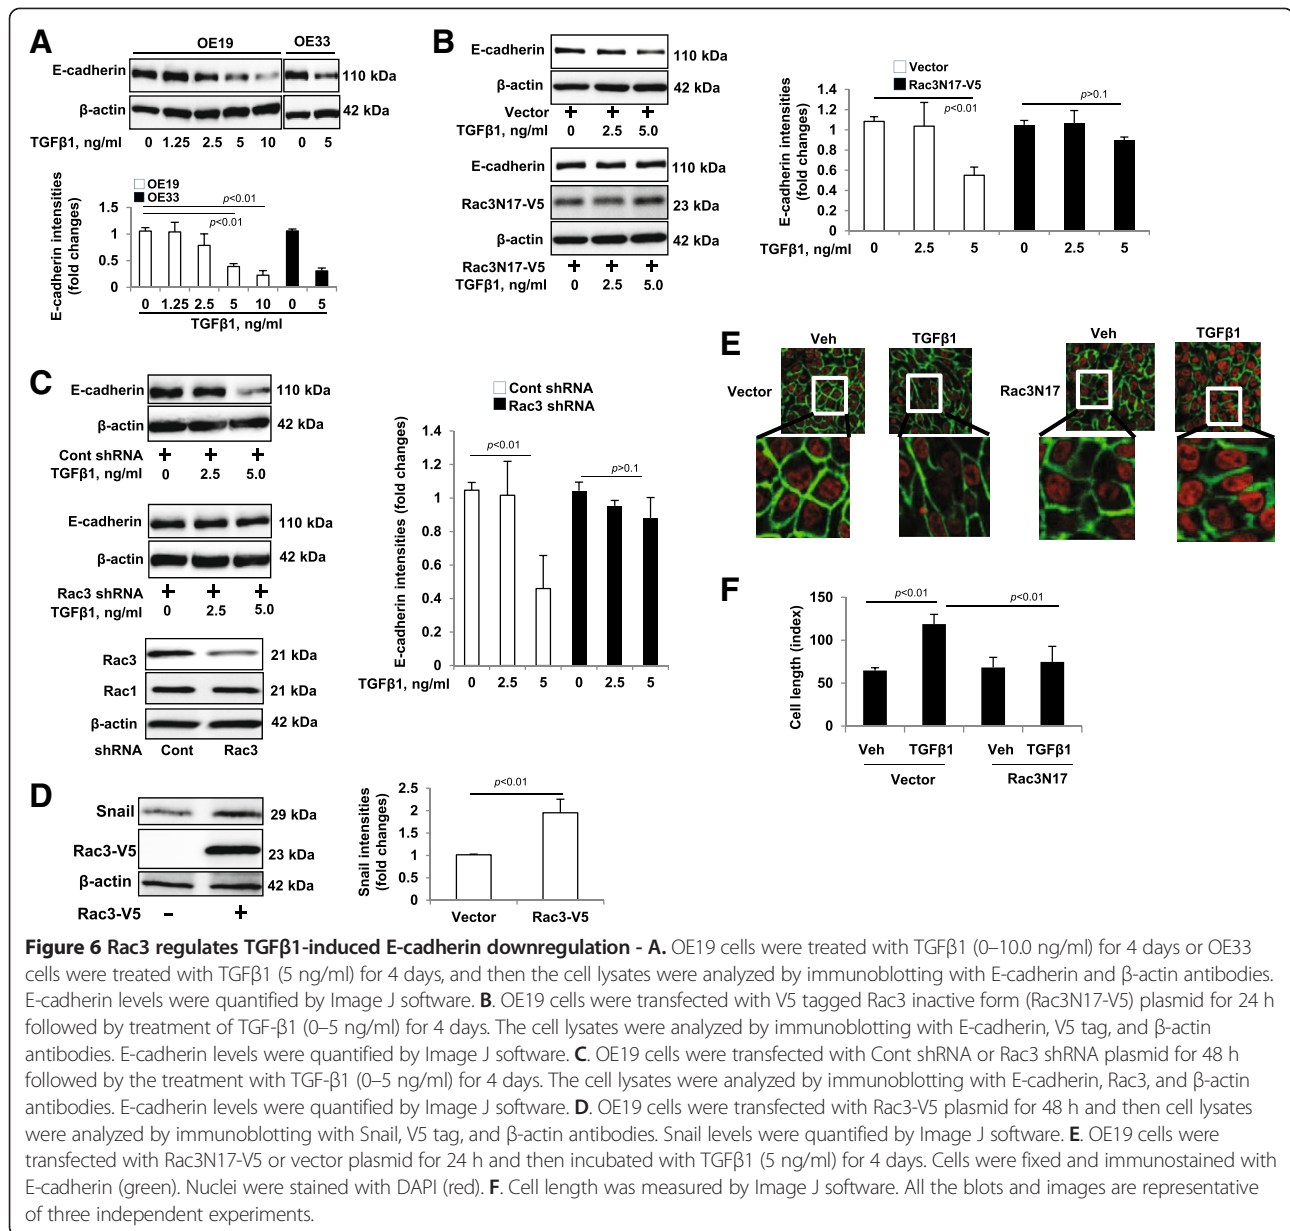 A
OE19 OE33
E-cadherin 110 kDa
β-actin 42 kDa
TGFβ1, ng/ml 0 1.25 2.5 5 10 0 5
OE19
OE33
p<0.01
p<0.01
E-cadherin intensities
(fold changes)
1.5
1
0.5
0
0 1.25 2.5 5 10 0 5
TGFβ1, ng/ml
B
E-cadherin 110 kDa
β-actin 42 kDa
Vector + + +
TGFβ1, ng/ml 0 2.5 5.0
E-cadherin 110 kDa
Rac3N17-V5 23 kDa
β-actin 42 kDa
Rac3N17-V5 + + +
TGFβ1, ng/ml 0 2.5 5.0
Vector
Rac3N17-V5
p<0.01 p>0.1
E-cadherin intensities
(fold changes)
1.4
1.2
1
0.8
0.6
0.4
0.2
0
TGFβ1, ng/ml 0 2.5 5 0 2.5 5
C
E-cadherin 110 kDa
β-actin 42 kDa
Cont shRNA + + +
TGFβ1, ng/ml 0 2.5 5.0
E-cadherin 110 kDa
β-actin 42 kDa
Rac3 shRNA + + +
TGFβ1, ng/ml 0 2.5 5.0
Rac3 21 kDa
Rac1 21 kDa
β-actin 42 kDa
shRNA Cont Rac3
Cont shRNA
Rac3 shRNA
p<0.01
p>0.1
E-cadherin intensities (fold changes)
1.4
1.2
1
0.8
0.6
0.4
0.2
0
TGFβ1, ng/ml 0 2.5 5 0 2.5 5
D
Snail 29 kDa
Rac3-V5 23 kDa
β-actin 42 kDa
Rac3-V5 – +
p<0.01
Snail intensities
(fold changes)
2.5
2
1.5
1
0.5
0
Vector Rac3-V5
E
Veh TGFβ1 Veh TGFβ1
Vector Rac3N17
F
p<0.01 p<0.01
Cell length (index)
150
100
50
0
Veh TGFβ1 Veh TGFβ1
Vector Rac3N17
Figure 6 Rac3 regulates TGFβ1-induced E-cadherin downregulation - A. OE19 cells were treated with TGFβ1 (0–10.0 ng/ml) for 4 days or OE33
cells were treated with TGFβ1 (5 ng/ml) for 4 days, and then the cell lysates were analyzed by immunoblotting with E-cadherin and β-actin antibodies.
E-cadherin levels were quantified by Image J software. B. OE19 cells were transfected with V5 tagged Rac3 inactive form (Rac3N17-V5) plasmid for 24 h
followed by treatment of TGF-β1 (0–5 ng/ml) for 4 days. The cell lysates were analyzed by immunoblotting with E-cadherin, V5 tag, and β-actin
antibodies. E-cadherin levels were quantified by Image J software. C. OE19 cells were transfected with Cont shRNA or Rac3 shRNA plasmid for 48 h
followed by the treatment with TGF-β1 (0–5 ng/ml) for 4 days. The cell lysates were analyzed by immunoblotting with E-cadherin, Rac3, and β-actin
antibodies. E-cadherin levels were quantified by Image J software. D. OE19 cells were transfected with Rac3-V5 plasmid for 48 h and then cell lysates
were analyzed by immunoblotting with Snail, V5 tag, and β-actin antibodies. Snail levels were quantified by Image J software. E. OE19 cells were
transfected with Rac3N17-V5 or vector plasmid for 24 h and then incubated with TGFβ1 (5 ng/ml) for 4 days. Cells were fixed and immunostained with
E-cadherin (green). Nuclei were stained with DAPI (red). F. Cell length was measured by Image J software. All the blots and images are representative
of three independent experiments.